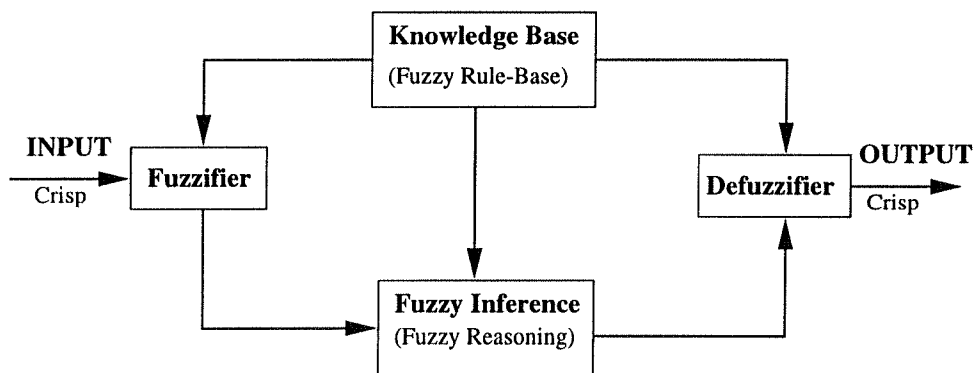 Knowledge Base
(Fuzzy Rule-Base)
INPUT
Crisp
Fuzzifier
Defuzzifier
OUTPUT
Crisp
Fuzzy Inference
(Fuzzy Reasoning)